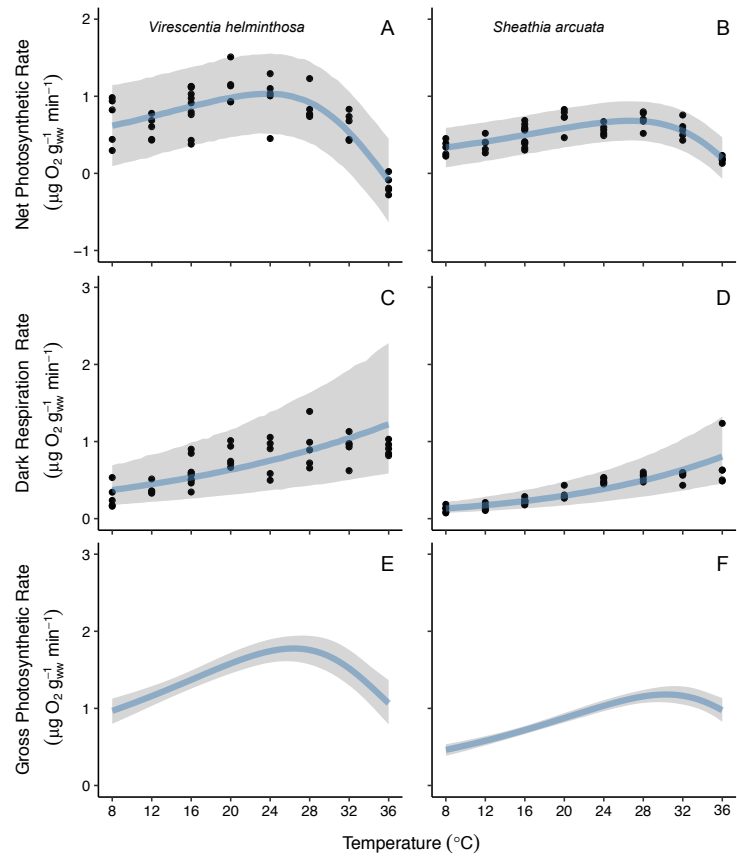 Virescentia helminthosa
Sheathia arcuata
A
B
Net Photosynthetic Rate
(µg O₂ g⁻¹ww min⁻¹)
2
1
0
−1
C
D
Dark Respiration Rate
(µg O₂ g⁻¹ww min⁻¹)
3
2
1
0
E
F
Gross Photosynthetic Rate
(µg O₂ g⁻¹ww min⁻¹)
3
2
1
0
8 12 16 20 24 28 32 36
8 12 16 20 24 28 32 36
Temperature (°C)